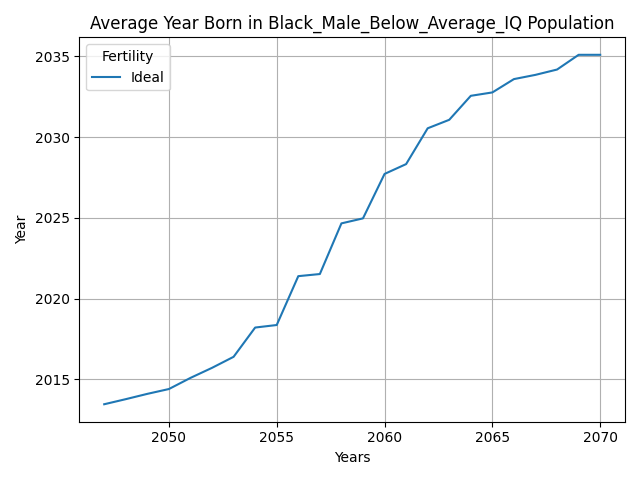 Average Year Born in Black_Male_Below_Average_IQ Population
Fertility
Ideal
Year
2035
2030
2025
2020
2015
2050 2055 2060 2065 2070
Years